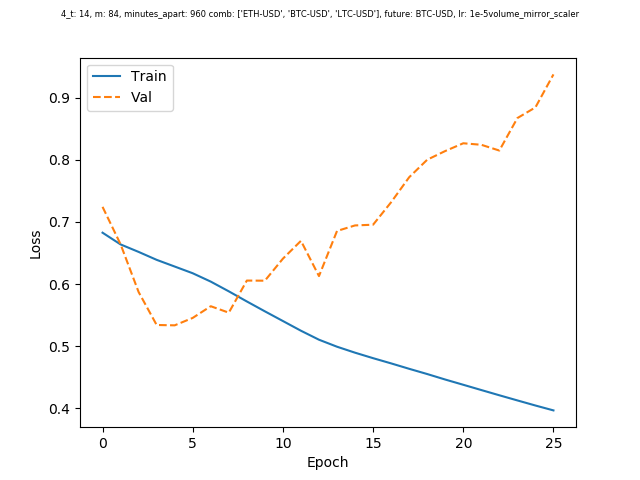 4_t: 14, m: 84, minutes_apart: 960 comb: ['ETH-USD', 'BTC-USD', 'LTC-USD'], future: BTC-USD, lr: 1e-5volume_mirror_scaler
Train
Val
0.9
0.8
0.7
0.6
0.5
0.4
Loss
0 5 10 15 20 25
Epoch